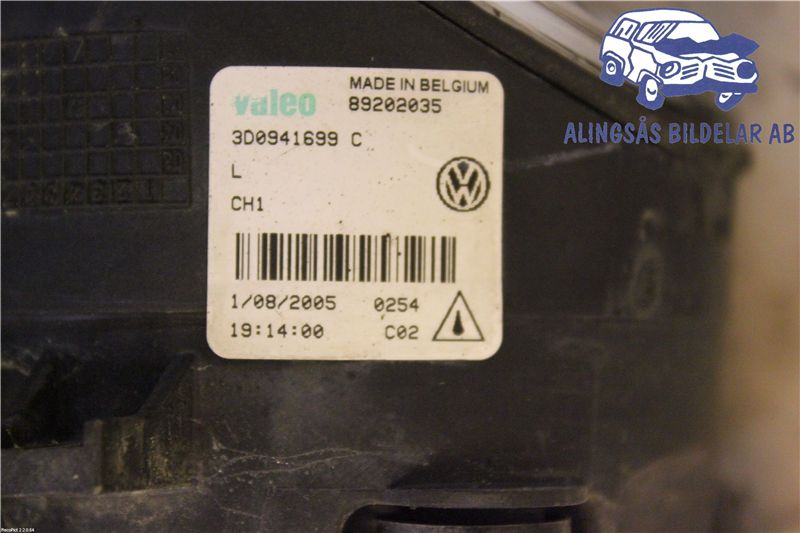 valeo
MADE IN BELGIUM
89202035
3D0941699 C
L
CH1
1/08/2005 0254
19:14:00 C02
ALINGSÅS BILDELAR AB